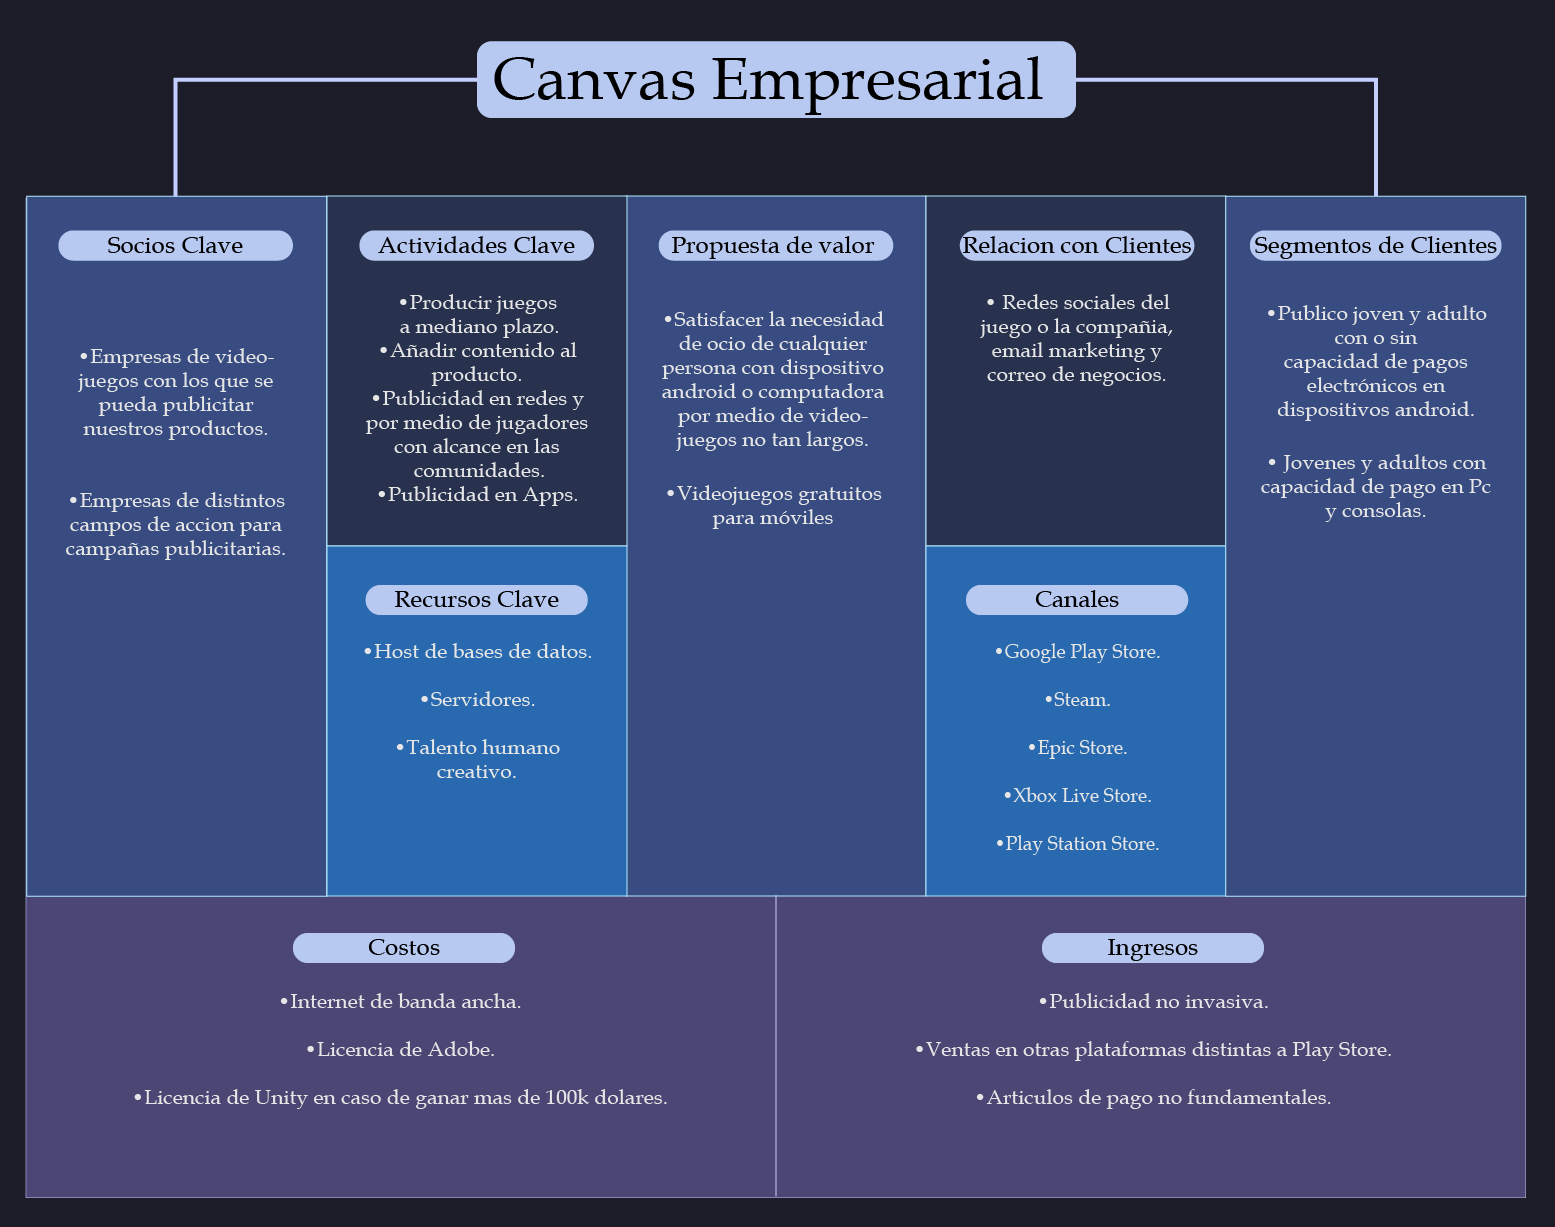 Canvas Empresarial
Socios Clave
•Empresas de video-
juegos con los que se
pueda publicitar
nuestros productos.
•Empresas de distintos
campos de accion para
campañas publicitarias.
Actividades Clave
•Producir juegos
a mediano plazo.
•Añadir contenido al
producto.
•Publicidad en redes y
por medio de jugadores
con alcance en las
comunidades.
•Publicidad en Apps.
Recursos Clave
•Host de bases de datos.
•Servidores.
•Talento humano
creativo.
Propuesta de valor
•Satisfacer la necesidad
de ocio de cualquier
persona con dispositivo
android o computadora
por medio de video-
juegos no tan largos.
•Videojuegos gratuitos
para móviles
Relacion con Clientes
• Redes sociales del
juego o la compañia,
email marketing y
correo de negocios.
Canales
•Google Play Store.
•Steam.
•Epic Store.
•Xbox Live Store.
•Play Station Store.
Segmentos de Clientes
•Publico joven y adulto
con o sin
capacidad de pagos
electrónicos en
dispositivos android.
• Jovenes y adultos con
capacidad de pago en Pc
y consolas.
Costos
•Internet de banda ancha.
•Licencia de Adobe.
•Licencia de Unity en caso de ganar mas de 100k dolares.
Ingresos
•Publicidad no invasiva.
•Ventas en otras plataformas distintas a Play Store.
•Articulos de pago no fundamentales.